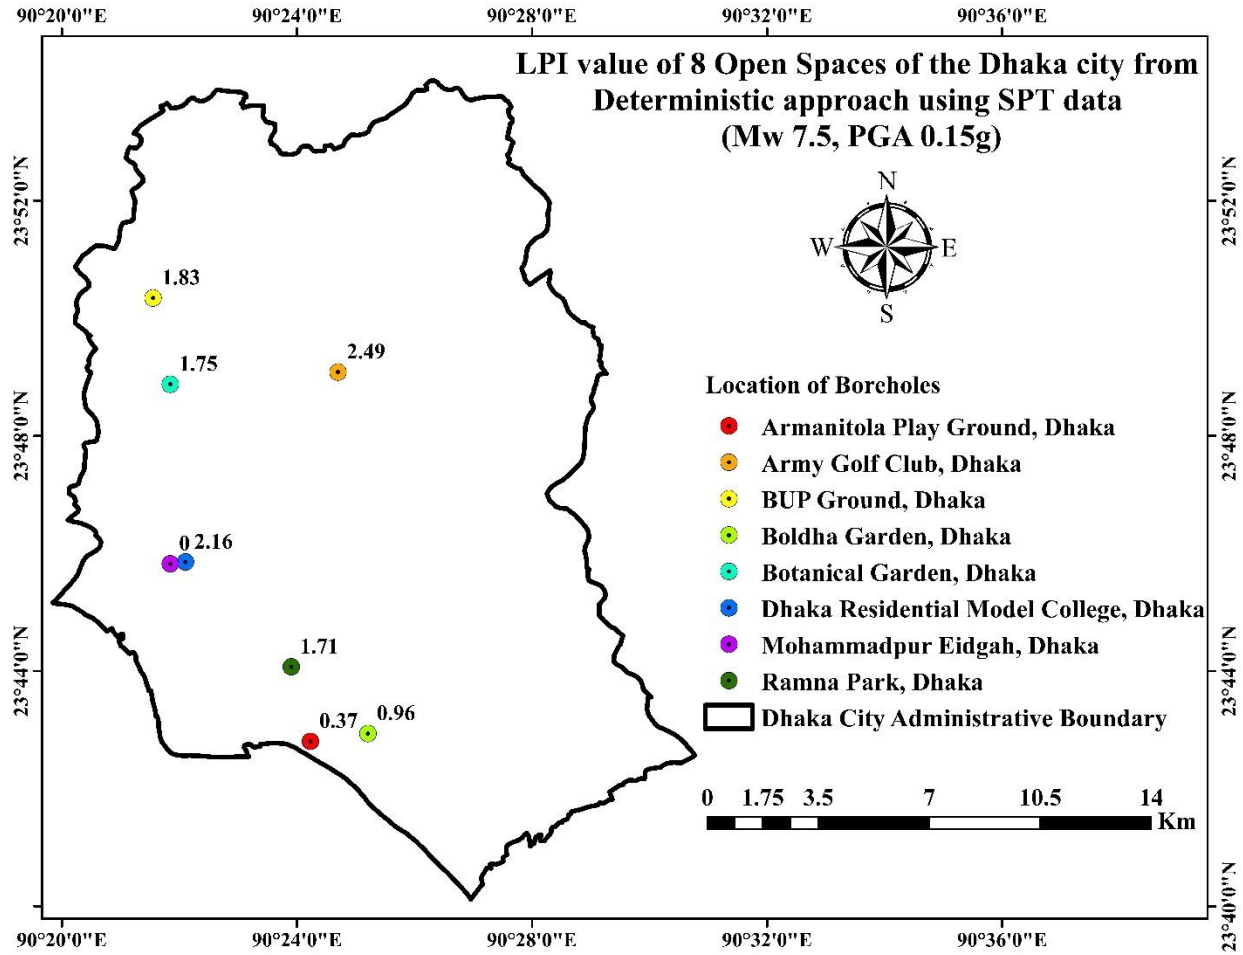 90°20'0"E 90°24'0"E 90°28'0"E 90°32'0"E 90°36'0"E
LPI value of 8 Open Spaces of the Dhaka city from
Deterministic approach using SPT data
(Mw 7.5, PGA 0.15g)
N
W E
S
23°52'0"N
23°52'0"N
1.83
2.49
1.75
23°48'0"N
23°48'0"N
0 2.16
1.71
0.37 0.96
23°44'0"N
23°44'0"N
Location of Boreholes
Armanitola Play Ground, Dhaka
Army Golf Club, Dhaka
BUP Ground, Dhaka
Boldha Garden, Dhaka
Botanical Garden, Dhaka
Dhaka Residential Model College, Dhaka
Mohammadpur Eidgah, Dhaka
Ramna Park, Dhaka
Dhaka City Administrative Boundary
0 1.75 3.5 7 10.5 14
Km
23°40'0"N
90°20'0"E 90°24'0"E 90°28'0"E 90°32'0"E 90°36'0"E